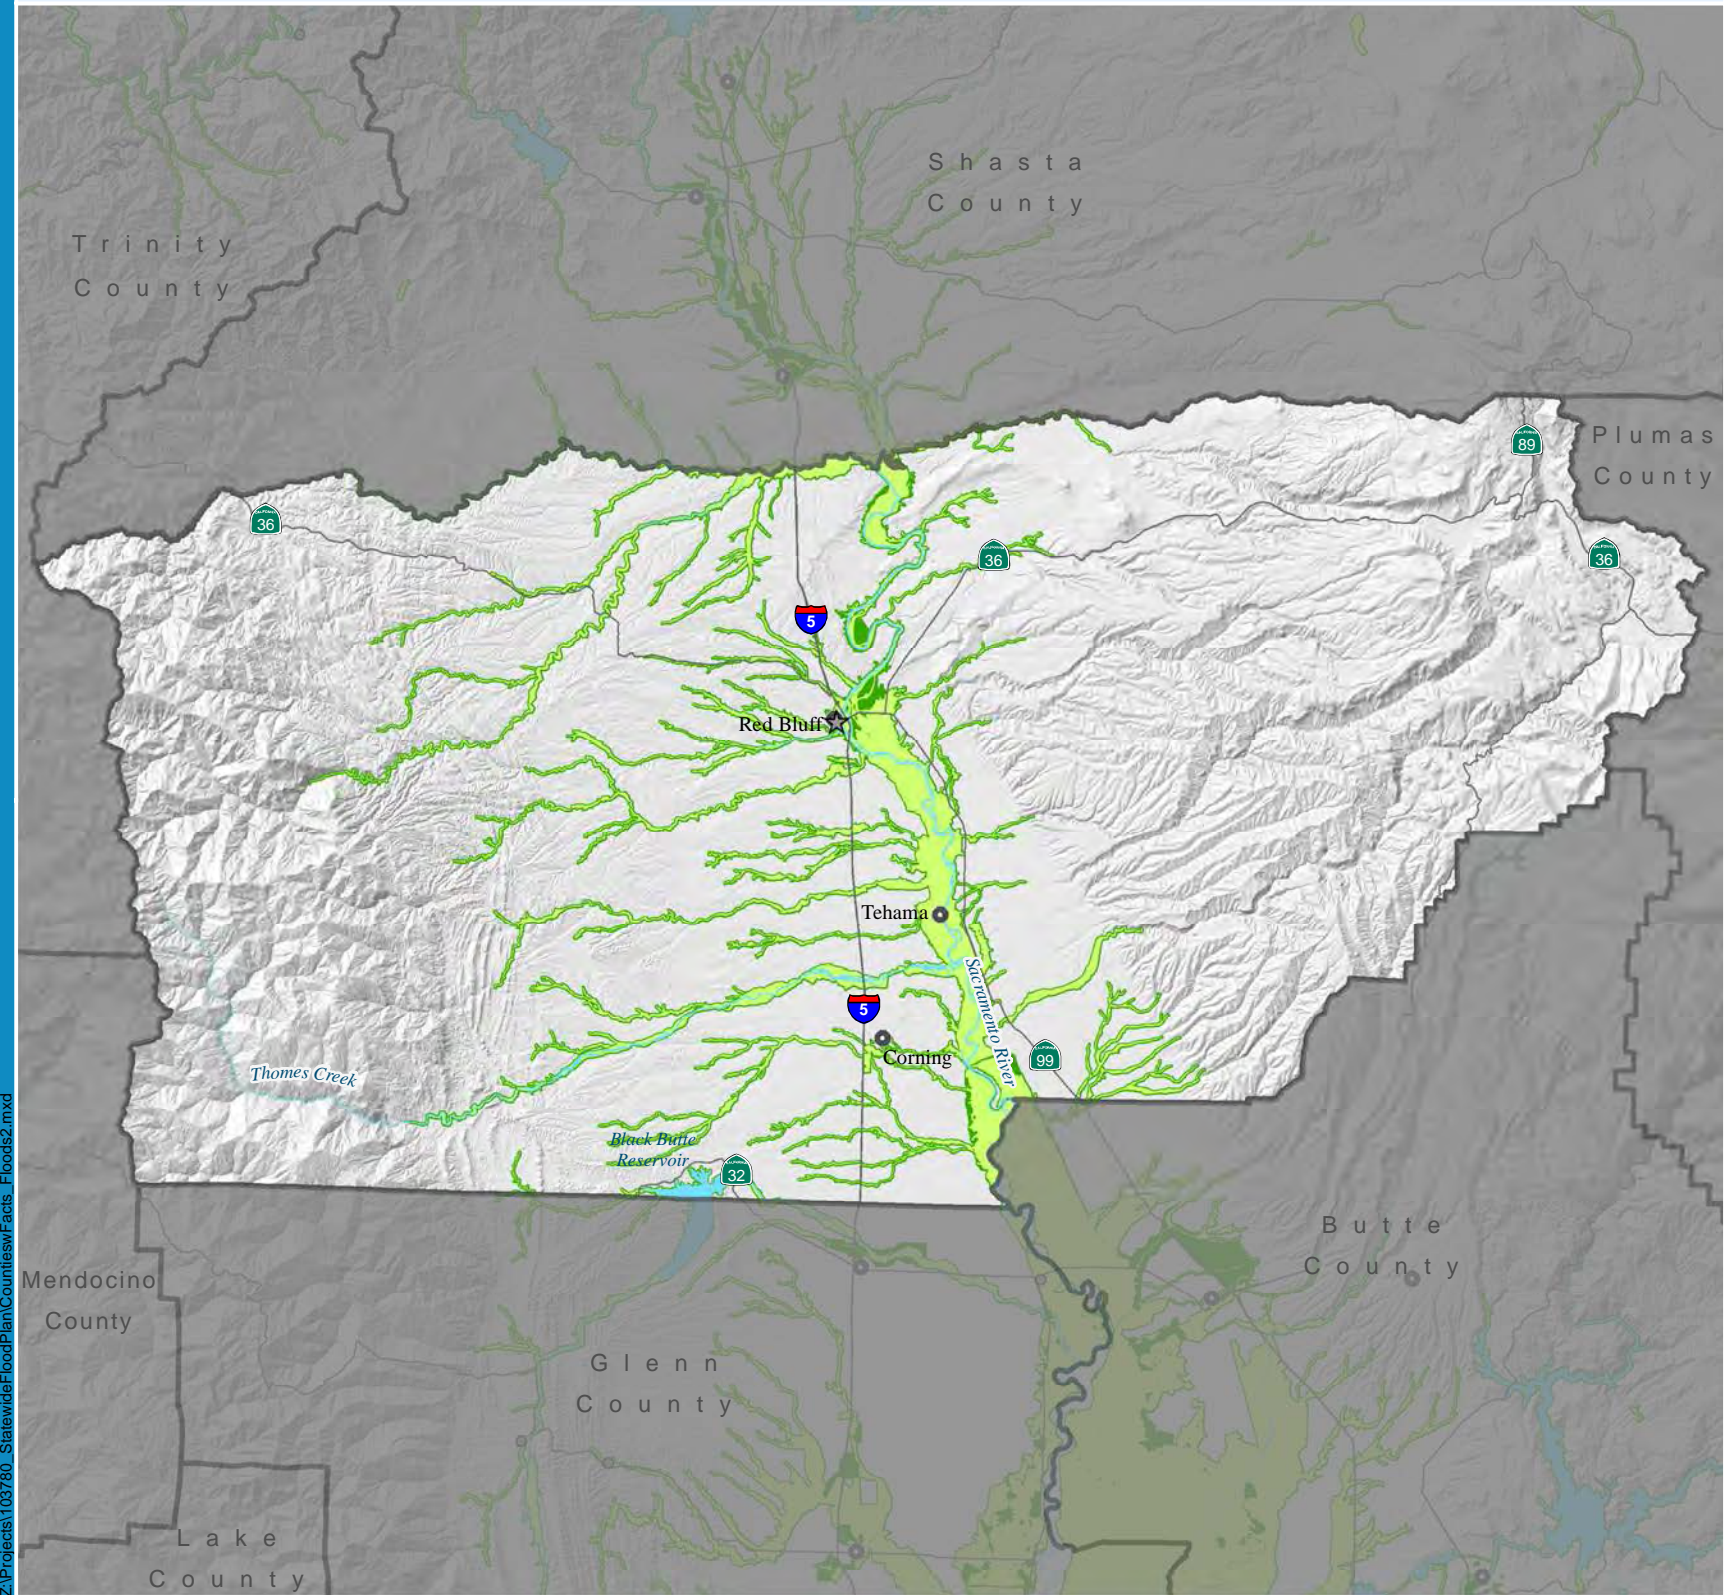 Shasta
County
Trinity
County
Plumas
County
89
36
36
36
5
Red Bluff
Tehama
Sacramento River
5
Corning
99
Thomes Creek
Black Butte
Reservoir
32
Butte
County
Mendocino
County
Glenn
County
Lake
County
Z:\Projects\103780_StatewideFloodPlan\CountieswFacts_Floods2.mxd